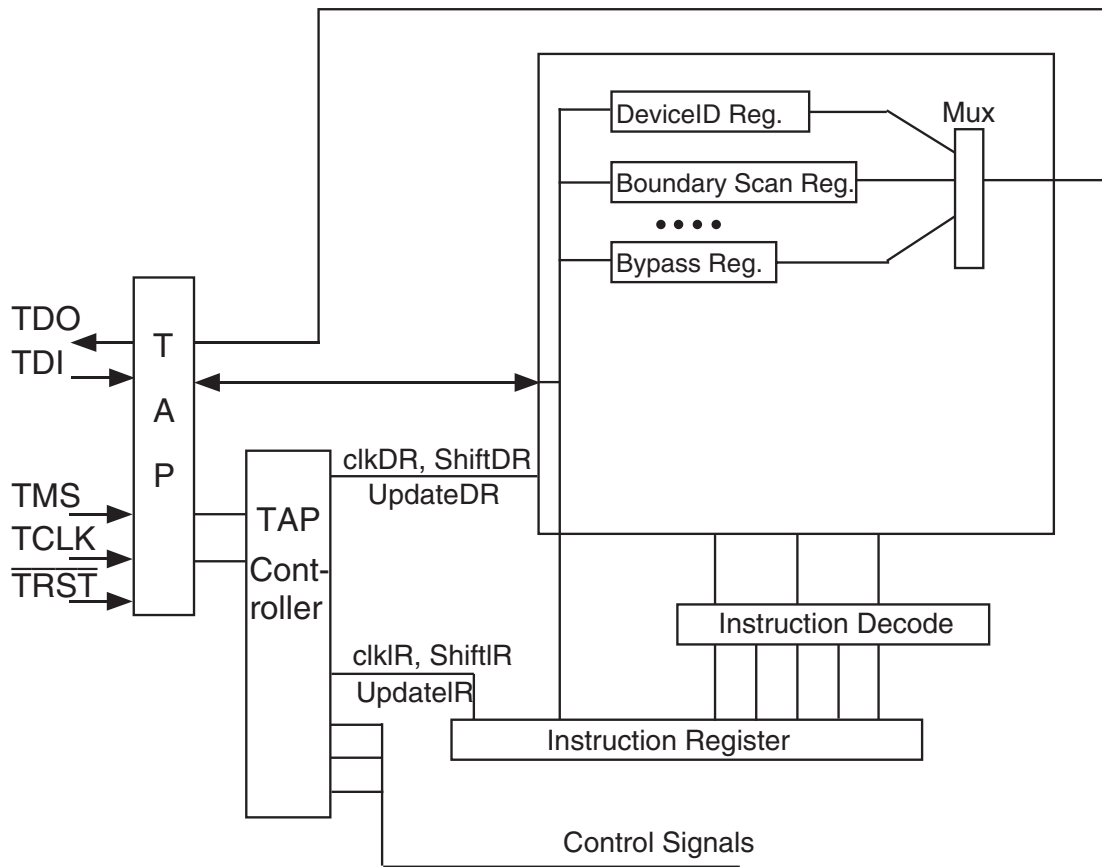 DeviceID Reg.
Mux
Boundary Scan Reg.
Bypass Reg.
TDO
TDI
TMS
TCLK
TRST
T
A
P
TAP
Cont-
roller
clkDR, ShiftDR
UpdateDR
Instruction Decode
clkIR, ShiftIR
UpdateIR
Instruction Register
Control Signals